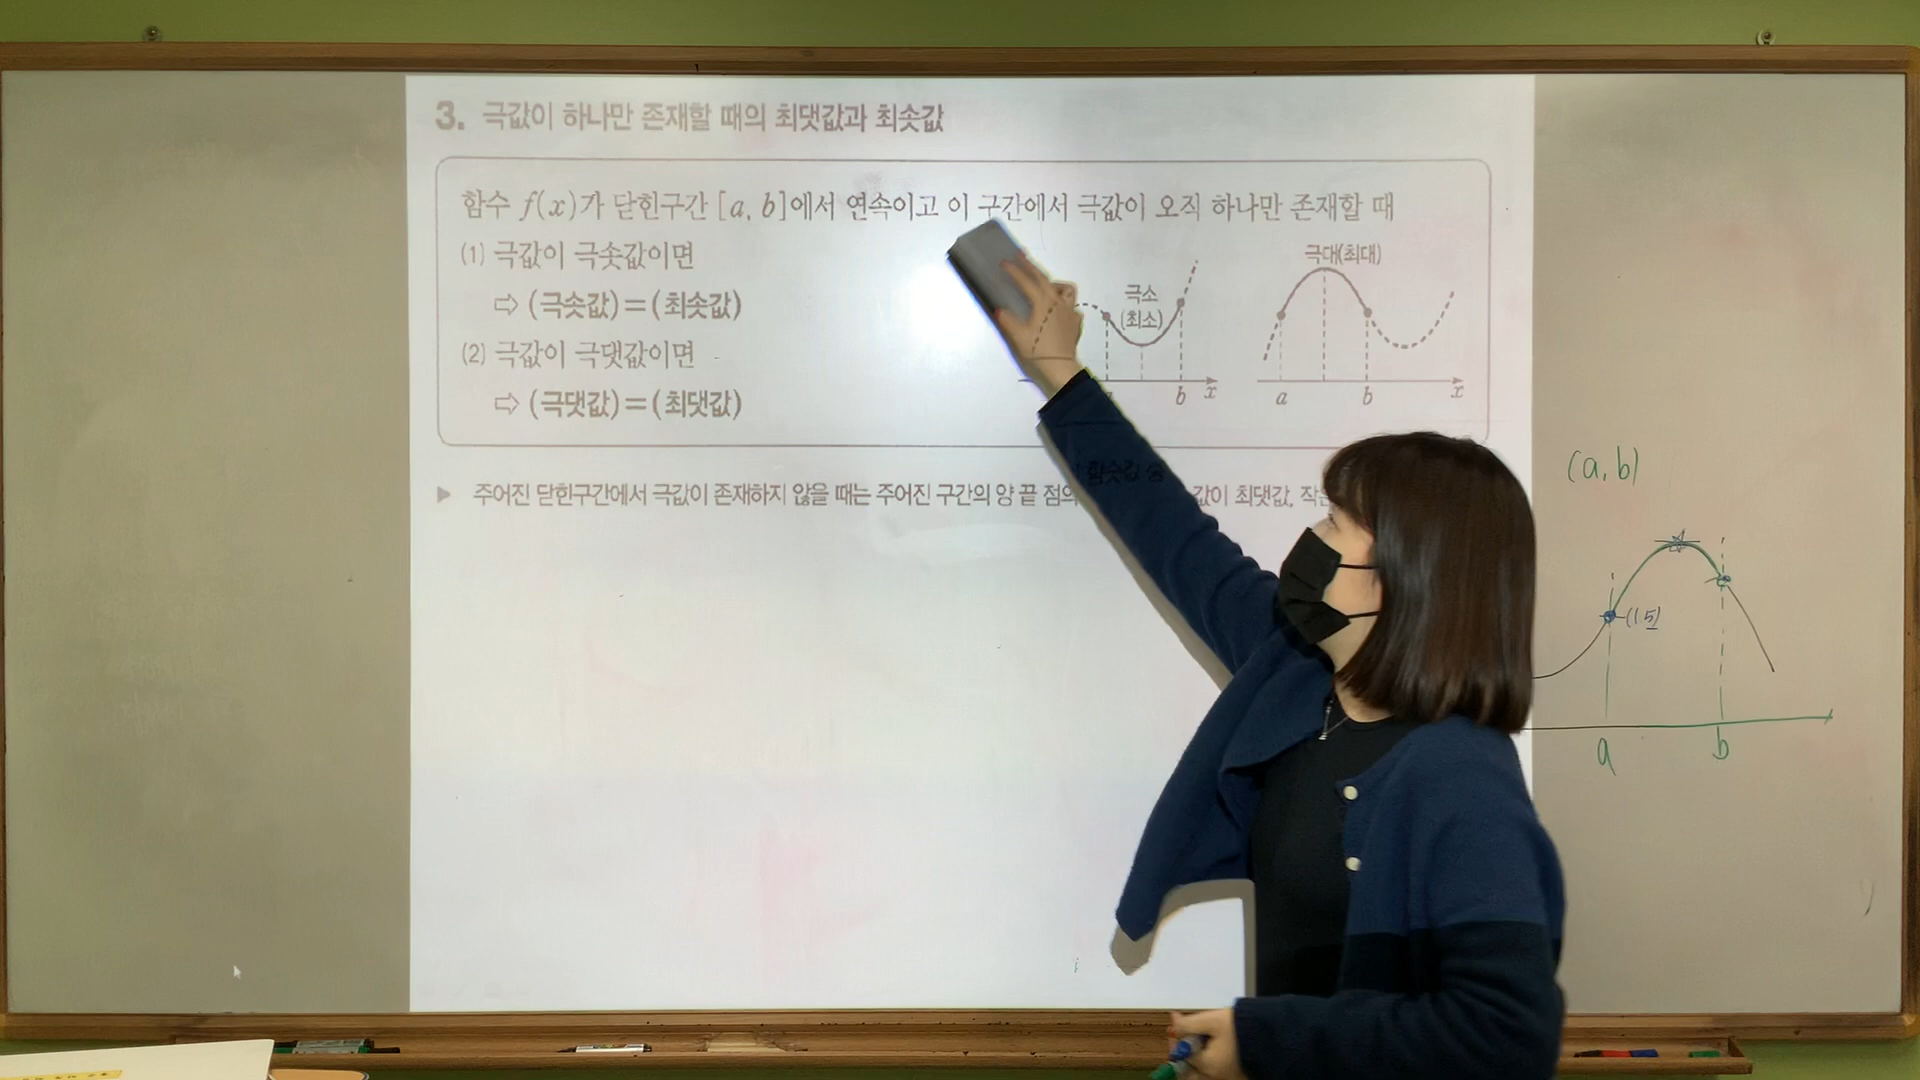 3. 극값이 하나만 존재할 때의 최댓값과 최솟값
함수 f(x)가 닫힌구간 [a, b]에서 연속이고 이 구간에서 극값이 오직 하나만 존재할 때
(1) 극값이 극솟값이면
⇨ (극솟값)=(최솟값)
(2) 극값이 극댓값이면
⇨ (극댓값)=(최댓값)
극소
(최소)
b x
극대(최대)
a b x
▶ 주어진 닫힌구간에서 극값이 존재하지 않을 때는 주어진 구간의 양 끝 점의 함숫값 값이 최댓값,
(a, b)
a b